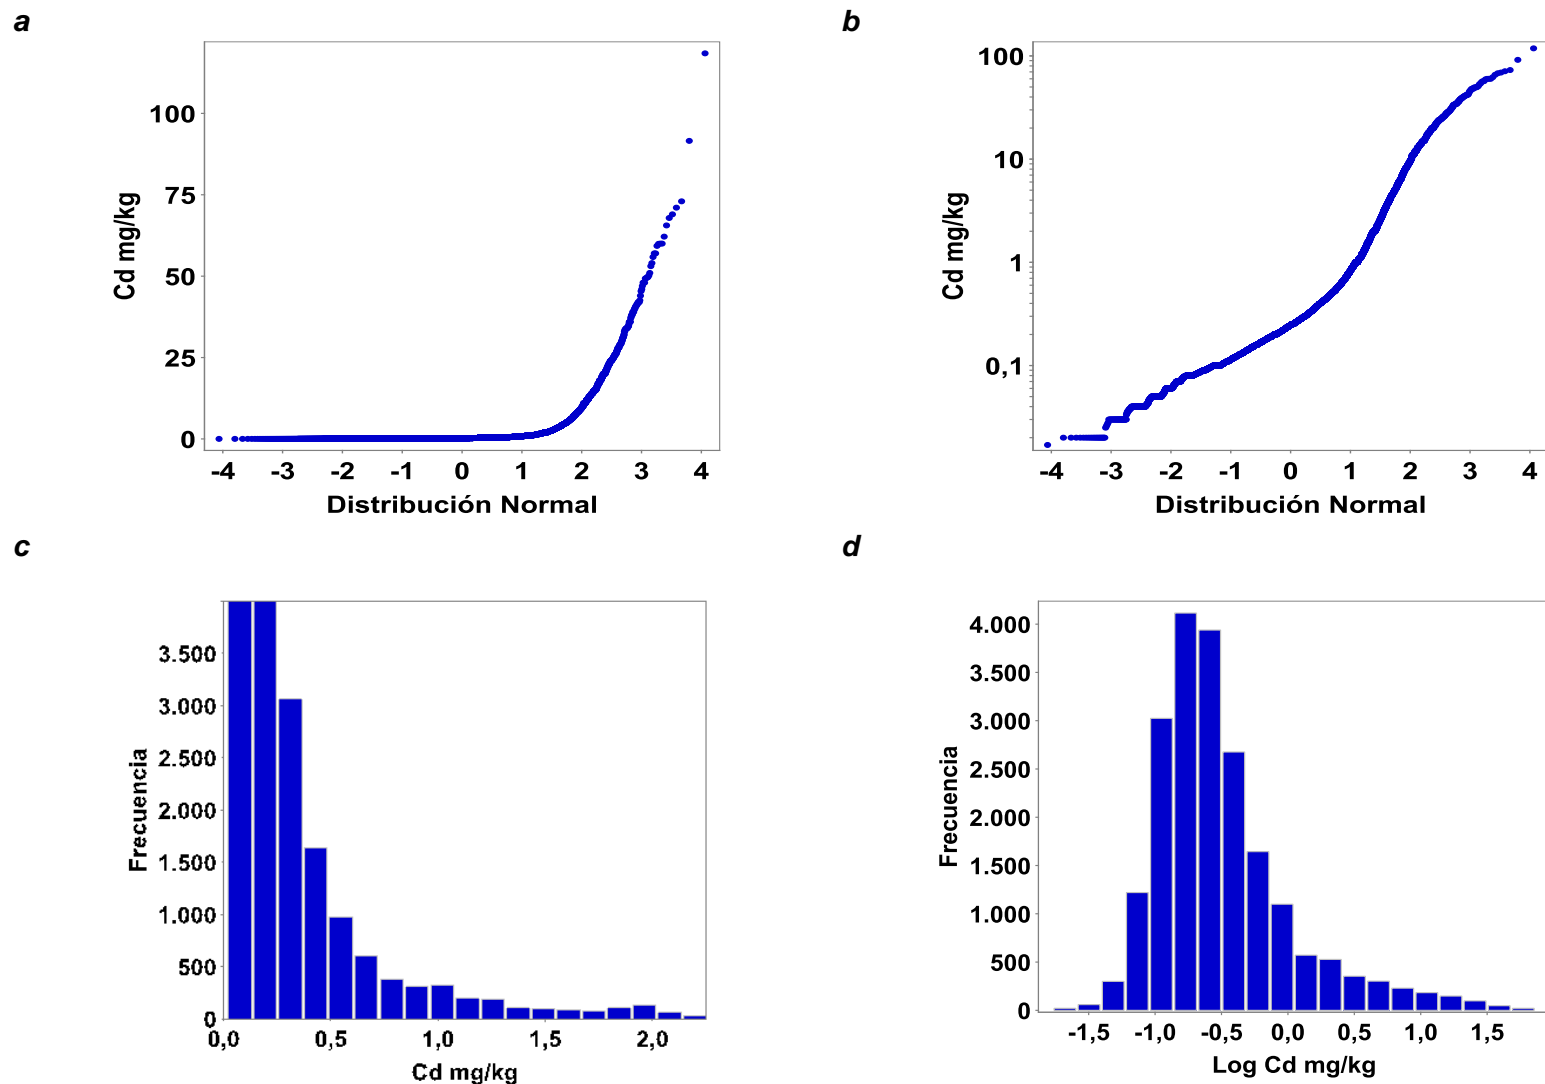 a
100
75
50
25
0
Cd mg/kg
-4 -3 -2 -1 0 1 2 3 4
Distribución Normal
b
100
10
1
0,1
Cd mg/kg
-4 -3 -2 -1 0 1 2 3 4
Distribución Normal
c
3.500
3.000
2.500
2.000
1.500
1.000
500
0
Frecuencia
0,0 0,5 1,0 1,5 2,0
Cd mg/kg
d
4.000
3.500
3.000
2.500
2.000
1.500
1.000
500
0
Frecuencia
-1,5 -1,0 -0,5 0,0 0,5 1,0 1,5
Log Cd mg/kg